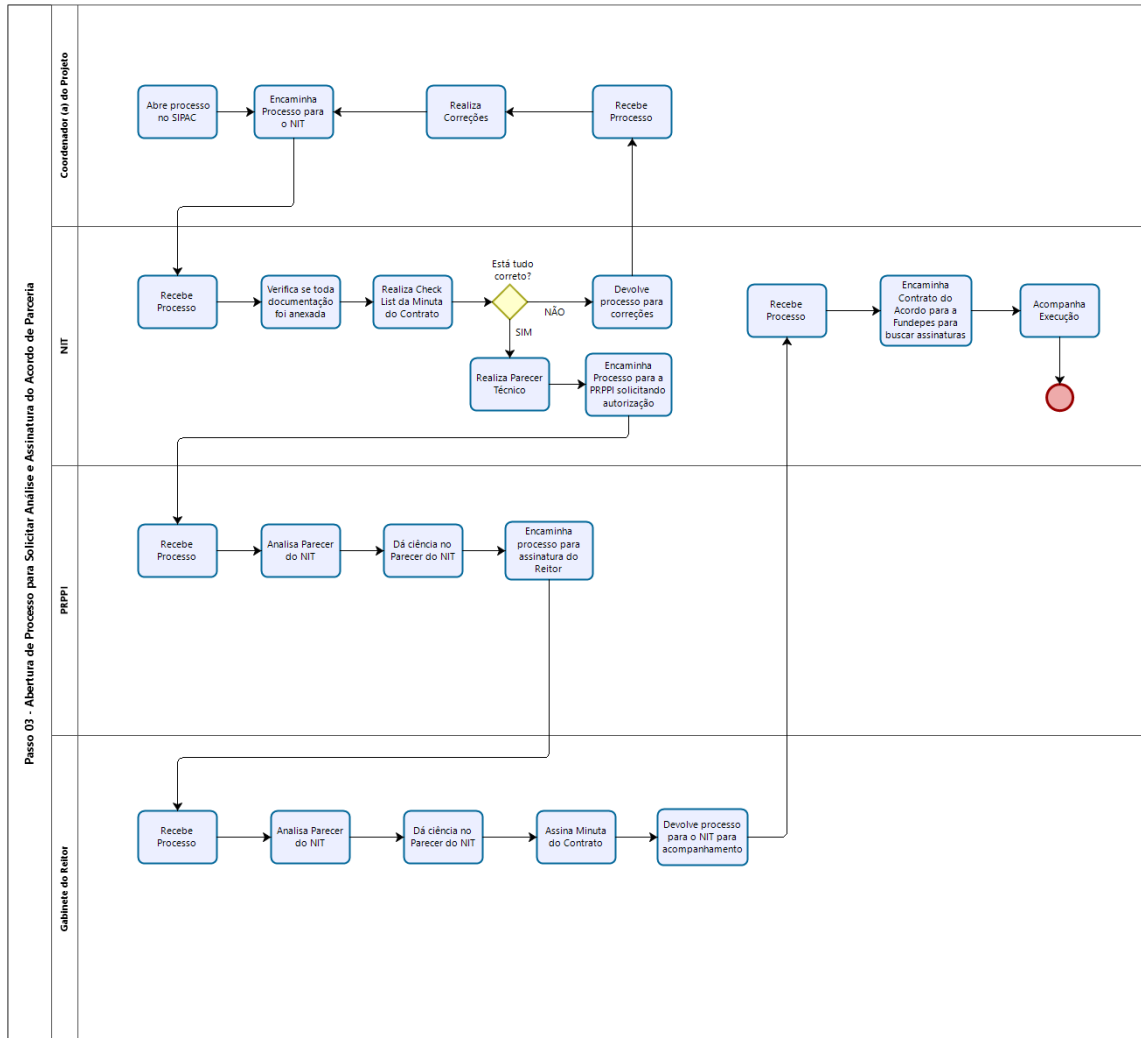 Passo 03 - Abertura de Processo para Solicitar Análise e Assinatura do Acordo de Parceria
Coordenador (a) do Projeto
Abre processo
no SIPAC
Encaminha
Processo para
o NIT
Realiza
Correções
Recebe
Prrocesso
NIT
Recebe
Processo
Verifica se toda
documentação
foi anexada
Realiza Check
List da Minuta
do Contrato
Está tudo
correto?
NÃO
SIM
Devolve
processo para
correções
Realiza Parecer
Técnico
Encaminha
Processo para a
PRPPI solicitando
autorização
Recebe
Processo
Encaminha
Contrato do
Acordo para a
Fundepes para
buscar assinaturas
Acompanha
Execução
PRPPI
Recebe
Processo
Analisa Parecer
do NIT
Dá ciência no
Parecer do NIT
Encaminha
processo para
assinatura do
Reitor
Gabinete do Reitor
Recebe
Processo
Analisa Parecer
do NIT
Dá ciência no
Parecer do NIT
Assina Minuta
do Contrato
Devolve processo
para o NIT para
acompanhamento